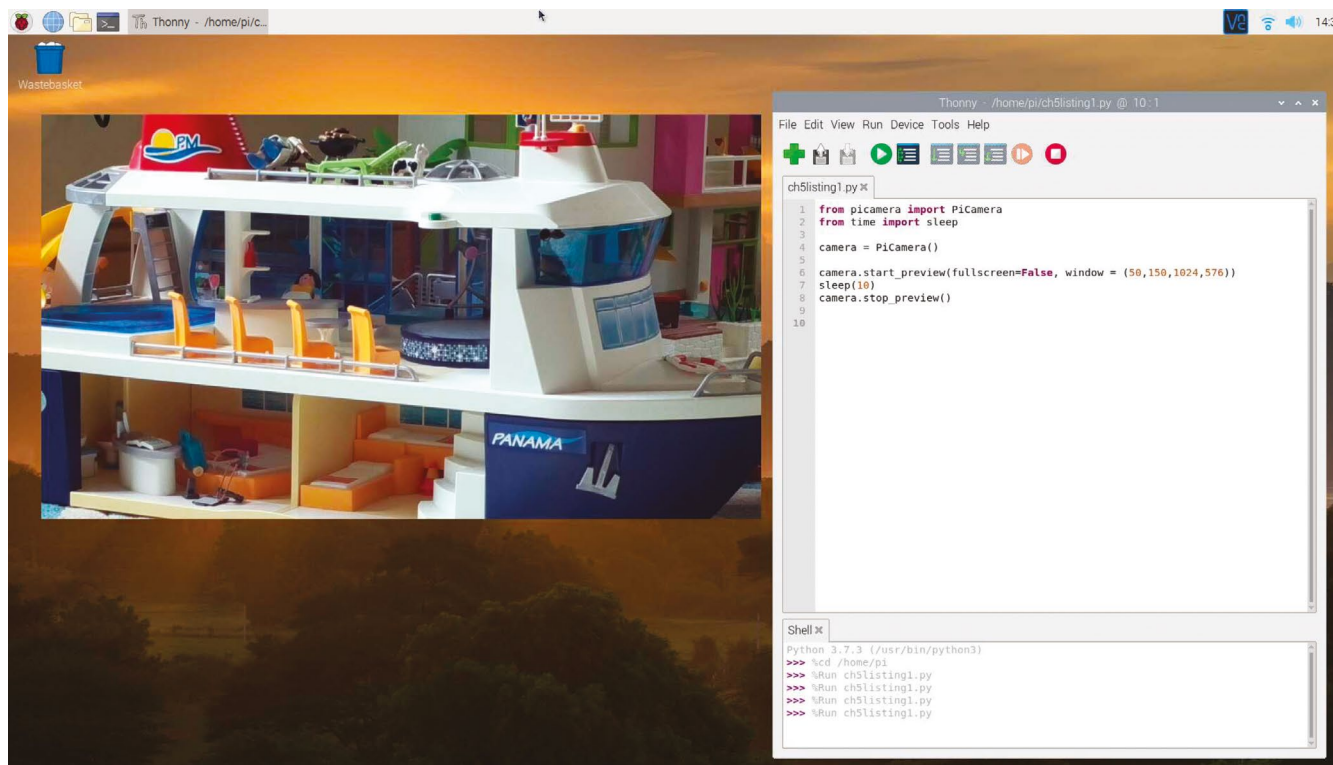 Thonny - /home/pi/c...
14:3
Wastebasket
PM
PANAMA
Thonny - /home/pi/ch5listing1.py @ 10:1
File Edit View Run Device Tools Help
ch5listing1.py
1 from picamera import PiCamera
2 from time import sleep
3
4 camera = PiCamera()
5
6 camera.start_preview(fullscreen=False, window = (50,150,1024,576))
7 sleep(10)
8 camera.stop_preview()
9
10
Shell
Python 3.7.3 (/usr/bin/python3)
>>> %cd /home/pi
>>> %Run ch5listing1.py
>>> %Run ch5listing1.py
>>> %Run ch5listing1.py
>>> %Run ch5listing1.py